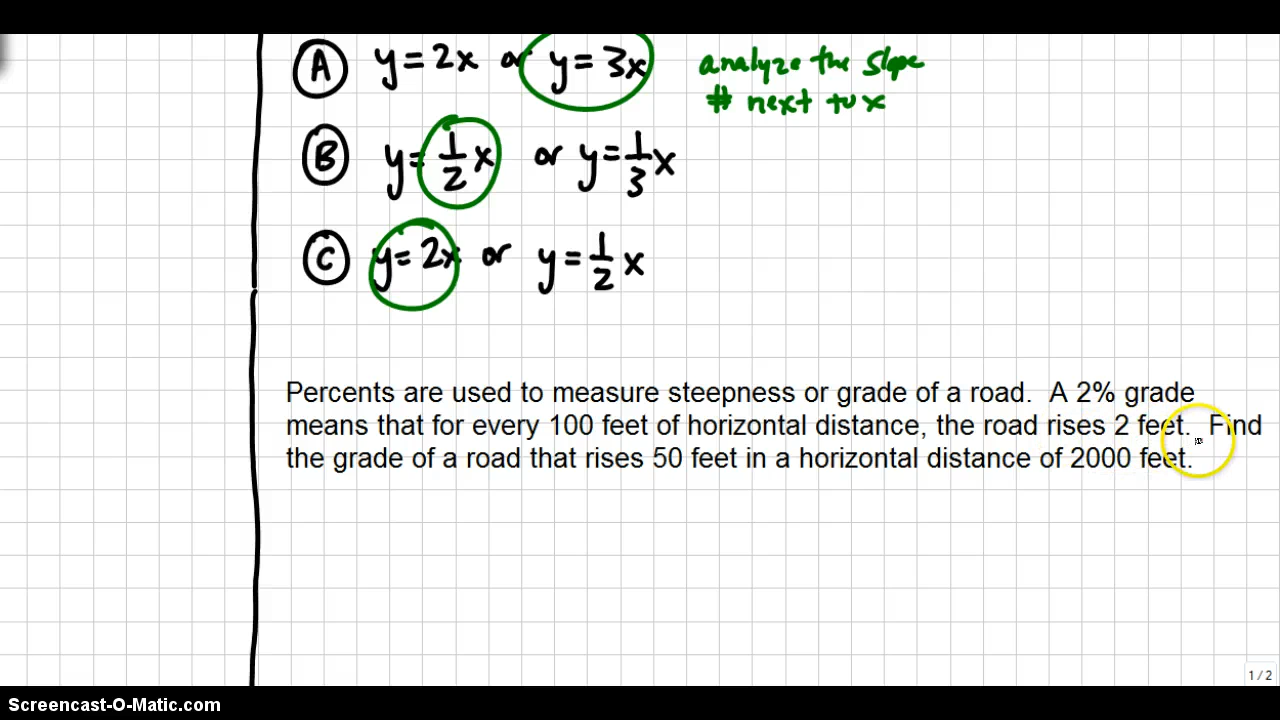 A y=2x or y=3x analyze the slope
# next to x
B y=1/2x or y=1/3x
C y=2x or y=1/2x
Percents are used to measure steepness or grade of a road. A 2% grade
means that for every 100 feet of horizontal distance, the road rises 2 feet. Find
the grade of a road that rises 50 feet in a horizontal distance of 2000 feet.
1 / 2
Screencast-O-Matic.com